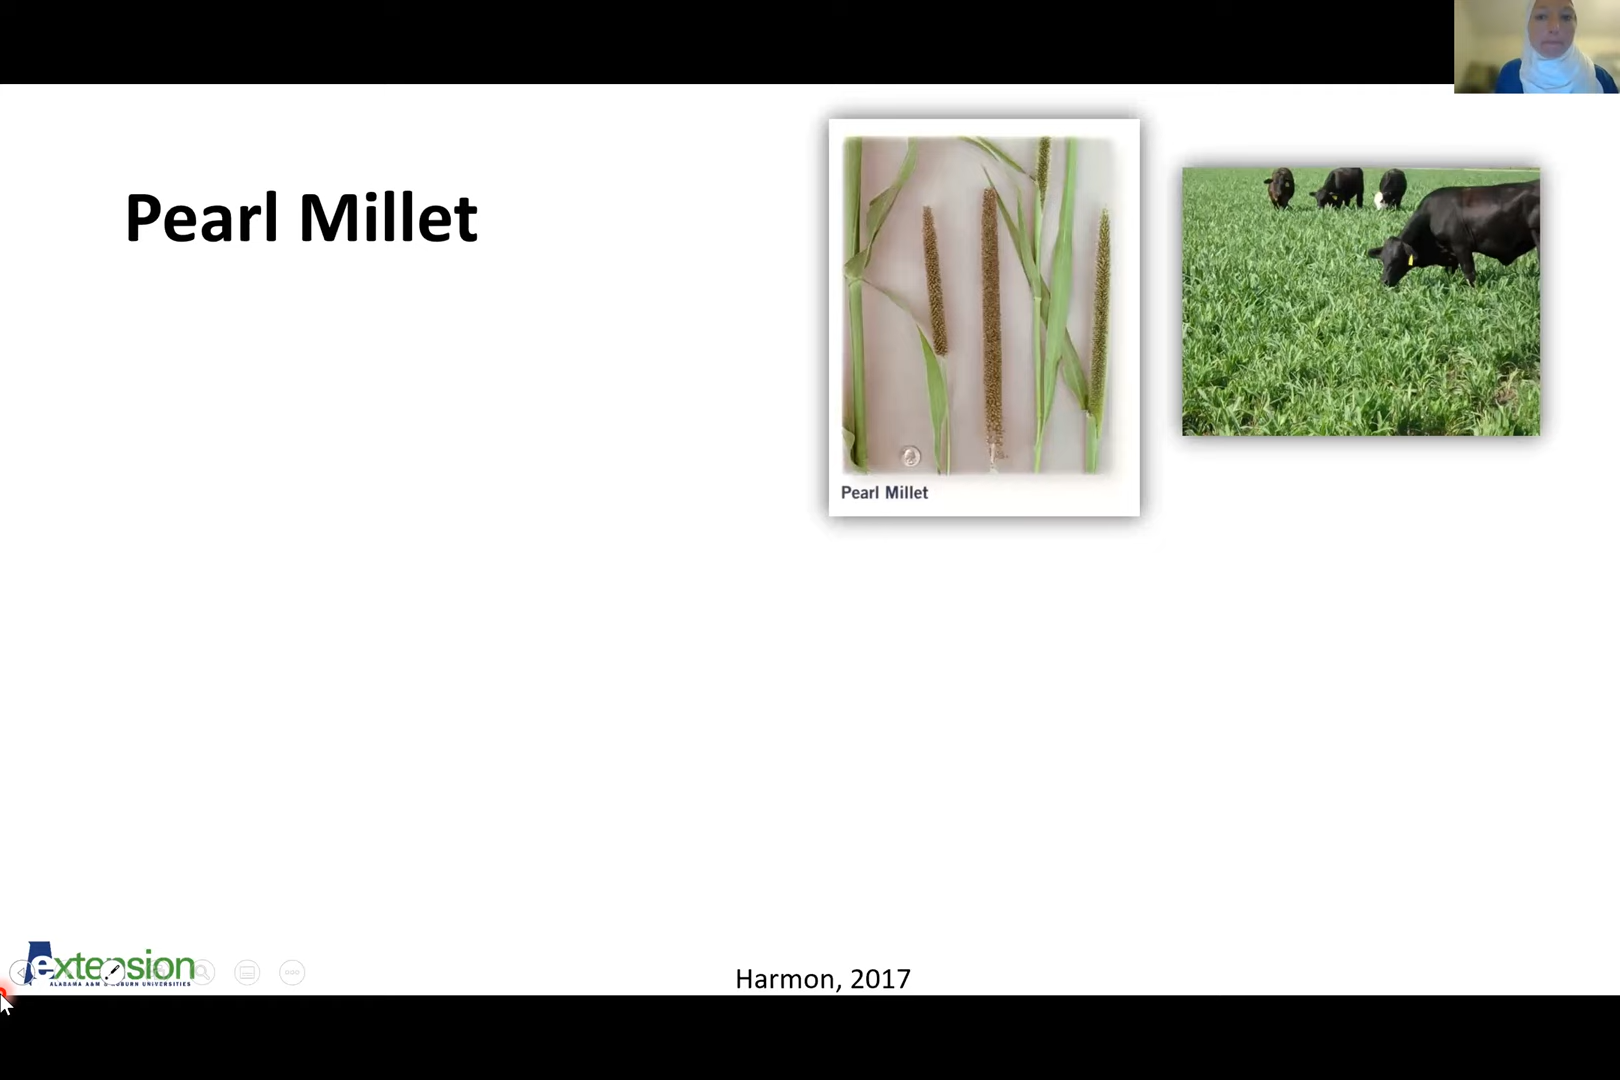 Pearl Millet
Pearl Millet
extension
ALABAMA A&M & AUBURN UNIVERSITIES
Harmon, 2017